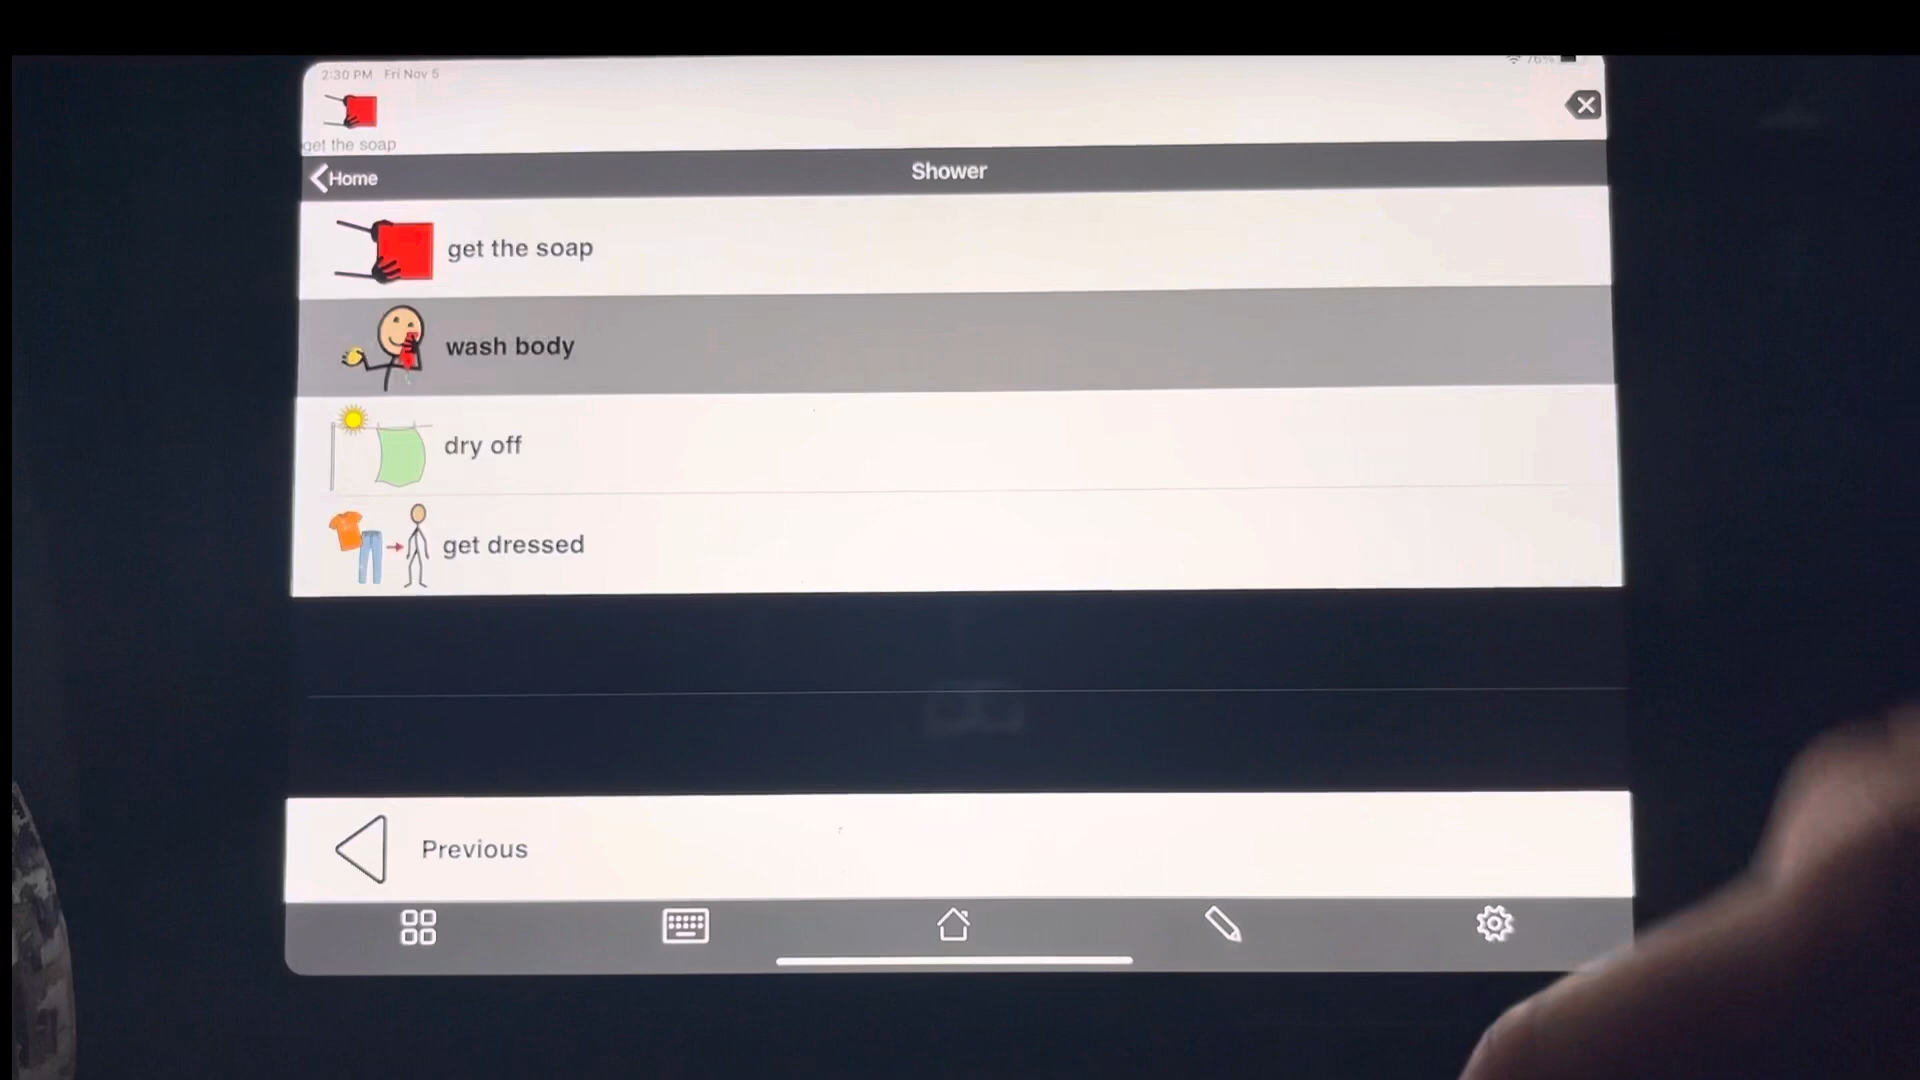 2:30 PM Fri Nov 5
76%
get the soap
Home
Shower
get the soap
wash body
dry off
get dressed
Previous